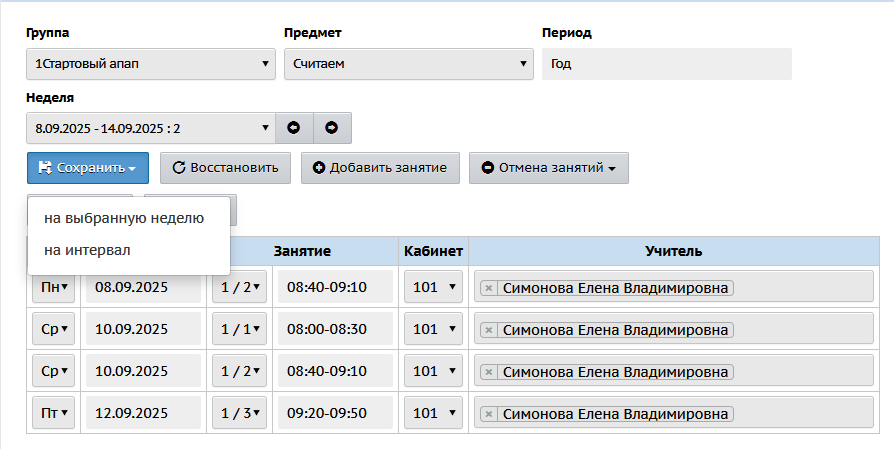 Группа Предмет Период
1Стартовый апап Считаем Год
Неделя
8.09.2025 - 14.09.2025 : 2
Сохранить Восстановить Добавить занятие Отмена занятий
на выбранную неделю
на интервал
Занятие Кабинет Учитель
Пн 08.09.2025 1 / 2 08:40-09:10 101 × Симонова Елена Владимировна
Ср 10.09.2025 1 / 1 08:00-08:30 101 × Симонова Елена Владимировна
Ср 10.09.2025 1 / 2 08:40-09:10 101 × Симонова Елена Владимировна
Пт 12.09.2025 1 / 3 09:20-09:50 101 × Симонова Елена Владимировна